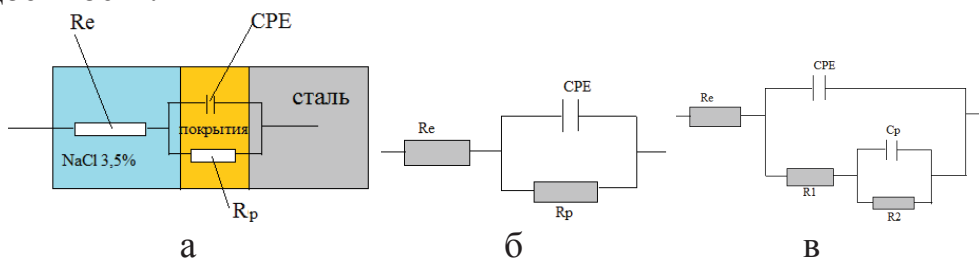 Re
CPE
сталь
покрытия
NaCl 3,5%
Rp
а
CPE
Re
Rp
б
CPE
Re
Cp
R1
R2
в